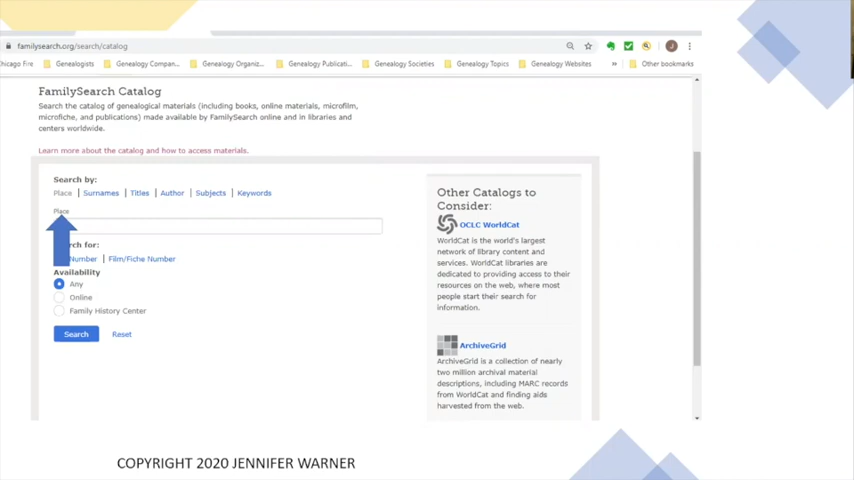 familysearch.org/search/catalog
J
Chicago Fire Genealogists Genealogy Compan... Genealogy Organiz... Genealogy Publicati... Genealogy Societies Genealogy Topics Genealogy Websites » Other bookmarks
FamilySearch Catalog
Search the catalog of genealogical materials (including books, online materials, microfilm,
microfiche, and publications) made available by FamilySearch online and in libraries and
centers worldwide.
Learn more about the catalog and how to access materials.
Search by:
Place | Surnames | Titles | Author | Subjects | Keywords
Place
rch for:
Number | Film/Fiche Number
Availability
Any
Online
Family History Center
Search Reset
Other Catalogs to
Consider:
OCLC WorldCat
WorldCat is the world's largest
network of library content and
services. WorldCat libraries are
dedicated to providing access to their
resources on the web, where most
people start their search for
information.
ArchiveGrid
ArchiveGrid is a collection of nearly
two million archival material
descriptions, including MARC records
from WorldCat and finding aids
harvested from the web.
COPYRIGHT 2020 JENNIFER WARNER